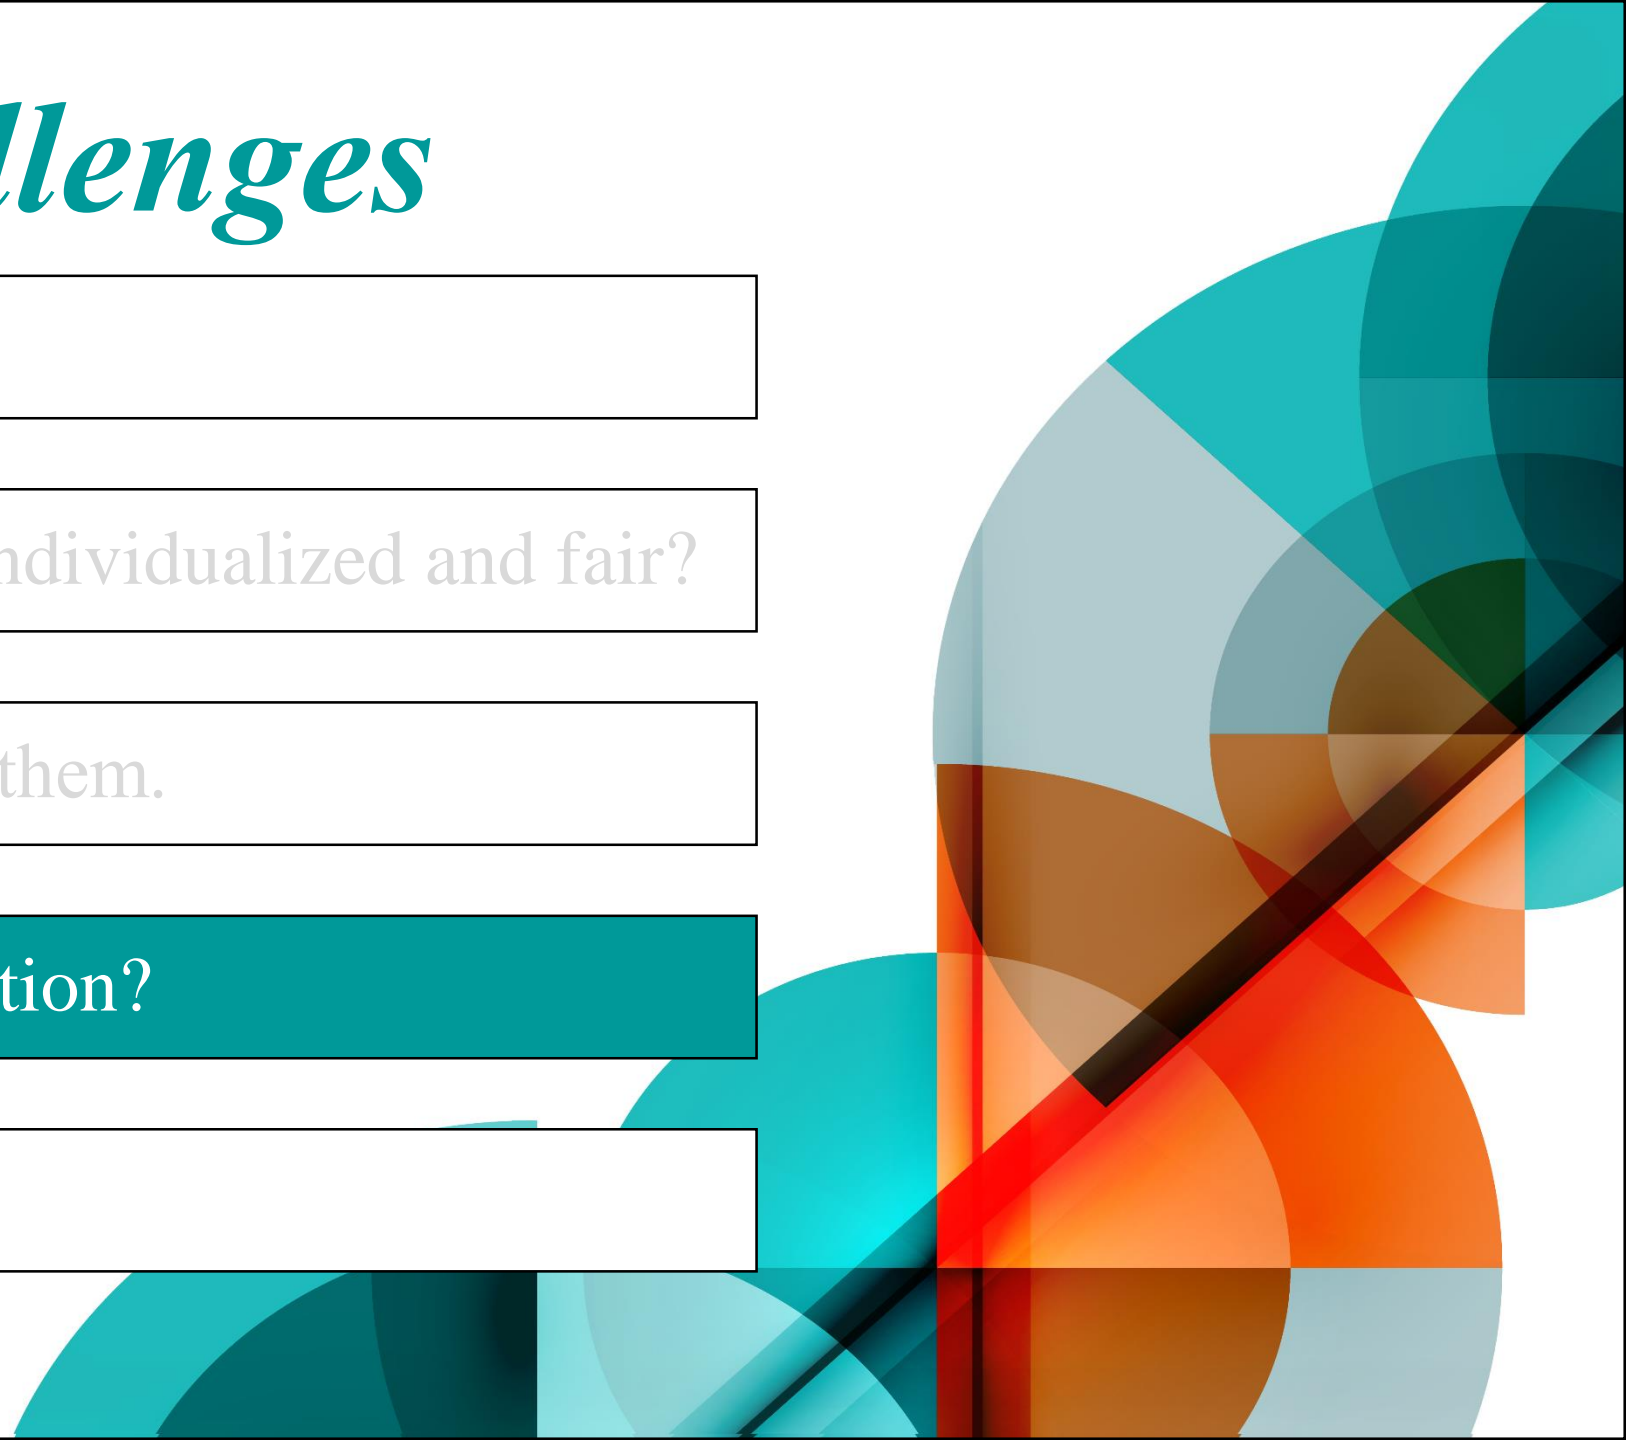 llenges
ndividualized and fair?
them.
tion?